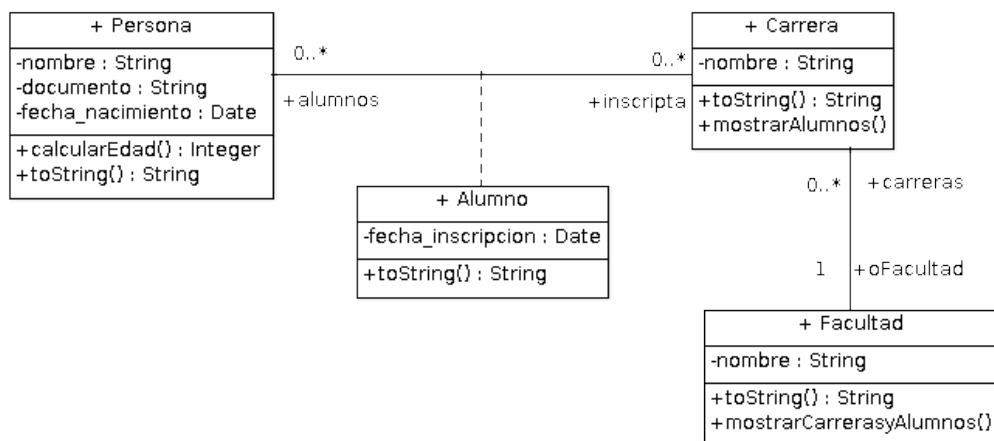 + Persona
-nombre : String
-documento : String
-fecha_nacimiento : Date
+calcularEdad() : Integer
+toString() : String
0..*
+alumnos
0..*
+inscripta
+ Carrera
-nombre : String
+toString() : String
+mostrarAlumnos()
+ Alumno
-fecha_inscripcion : Date
+toString() : String
0..*
+carreras
1
+oFacultad
+ Facultad
-nombre : String
+toString() : String
+mostrarCarrerasyAlumnos()